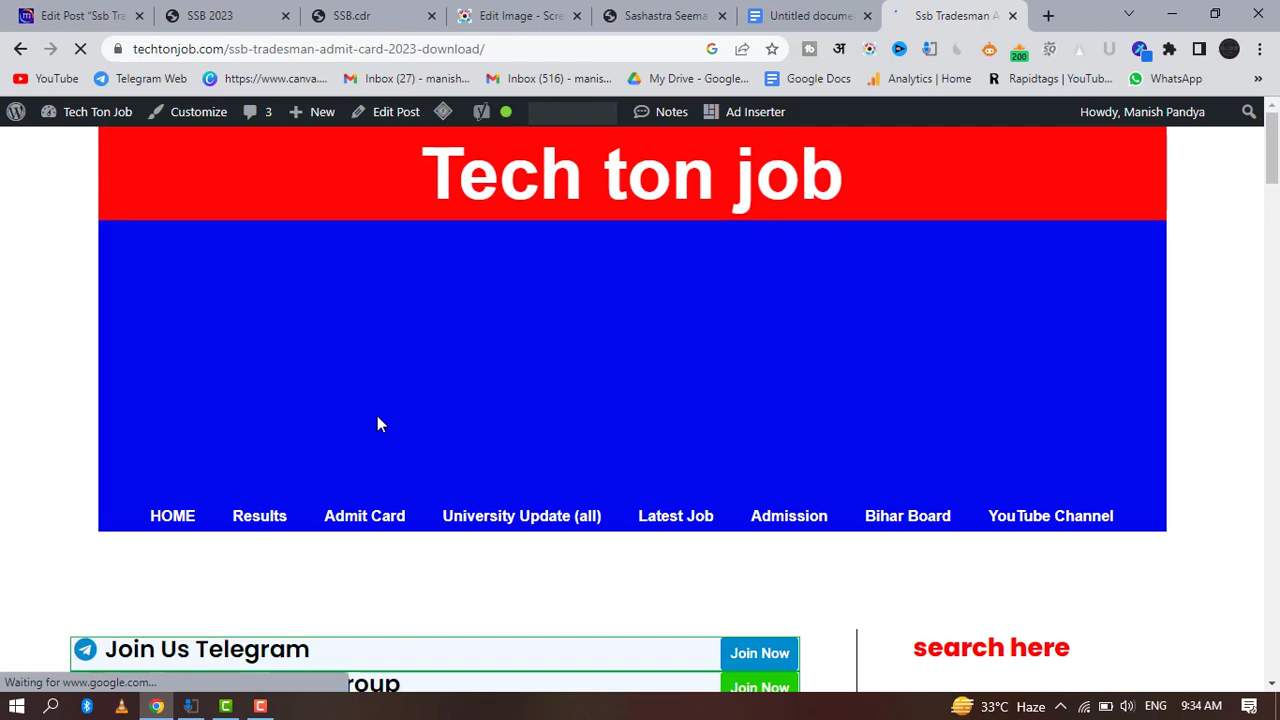 Edit Post "Ssb Tra
SSB 2023
SSB.cdr
Edit Image - Scree
Sashastra Seema
Untitled docume
Ssb Tradesman A
techtonjob.com/ssb-tradesman-admit-card-2023-download/
अ
200
YouTube
Telegram Web
https://www.canva....
Inbox (27) - manish...
Inbox (516) - manis...
My Drive - Google...
Google Docs
Analytics | Home
Rapidtags | YouTub...
WhatsApp
Tech Ton Job
Customize
3
New
Edit Post
Notes
Ad Inserter
Howdy, Manish Pandya
Tech ton job
HOME
Results
Admit Card
University Update (all)
Latest Job
Admission
Bihar Board
YouTube Channel
Join Us Telegram
Join Now
search here
roup
Join Now
Waiting for www.google.com...
33°C Haze
ENG
9:34 AM